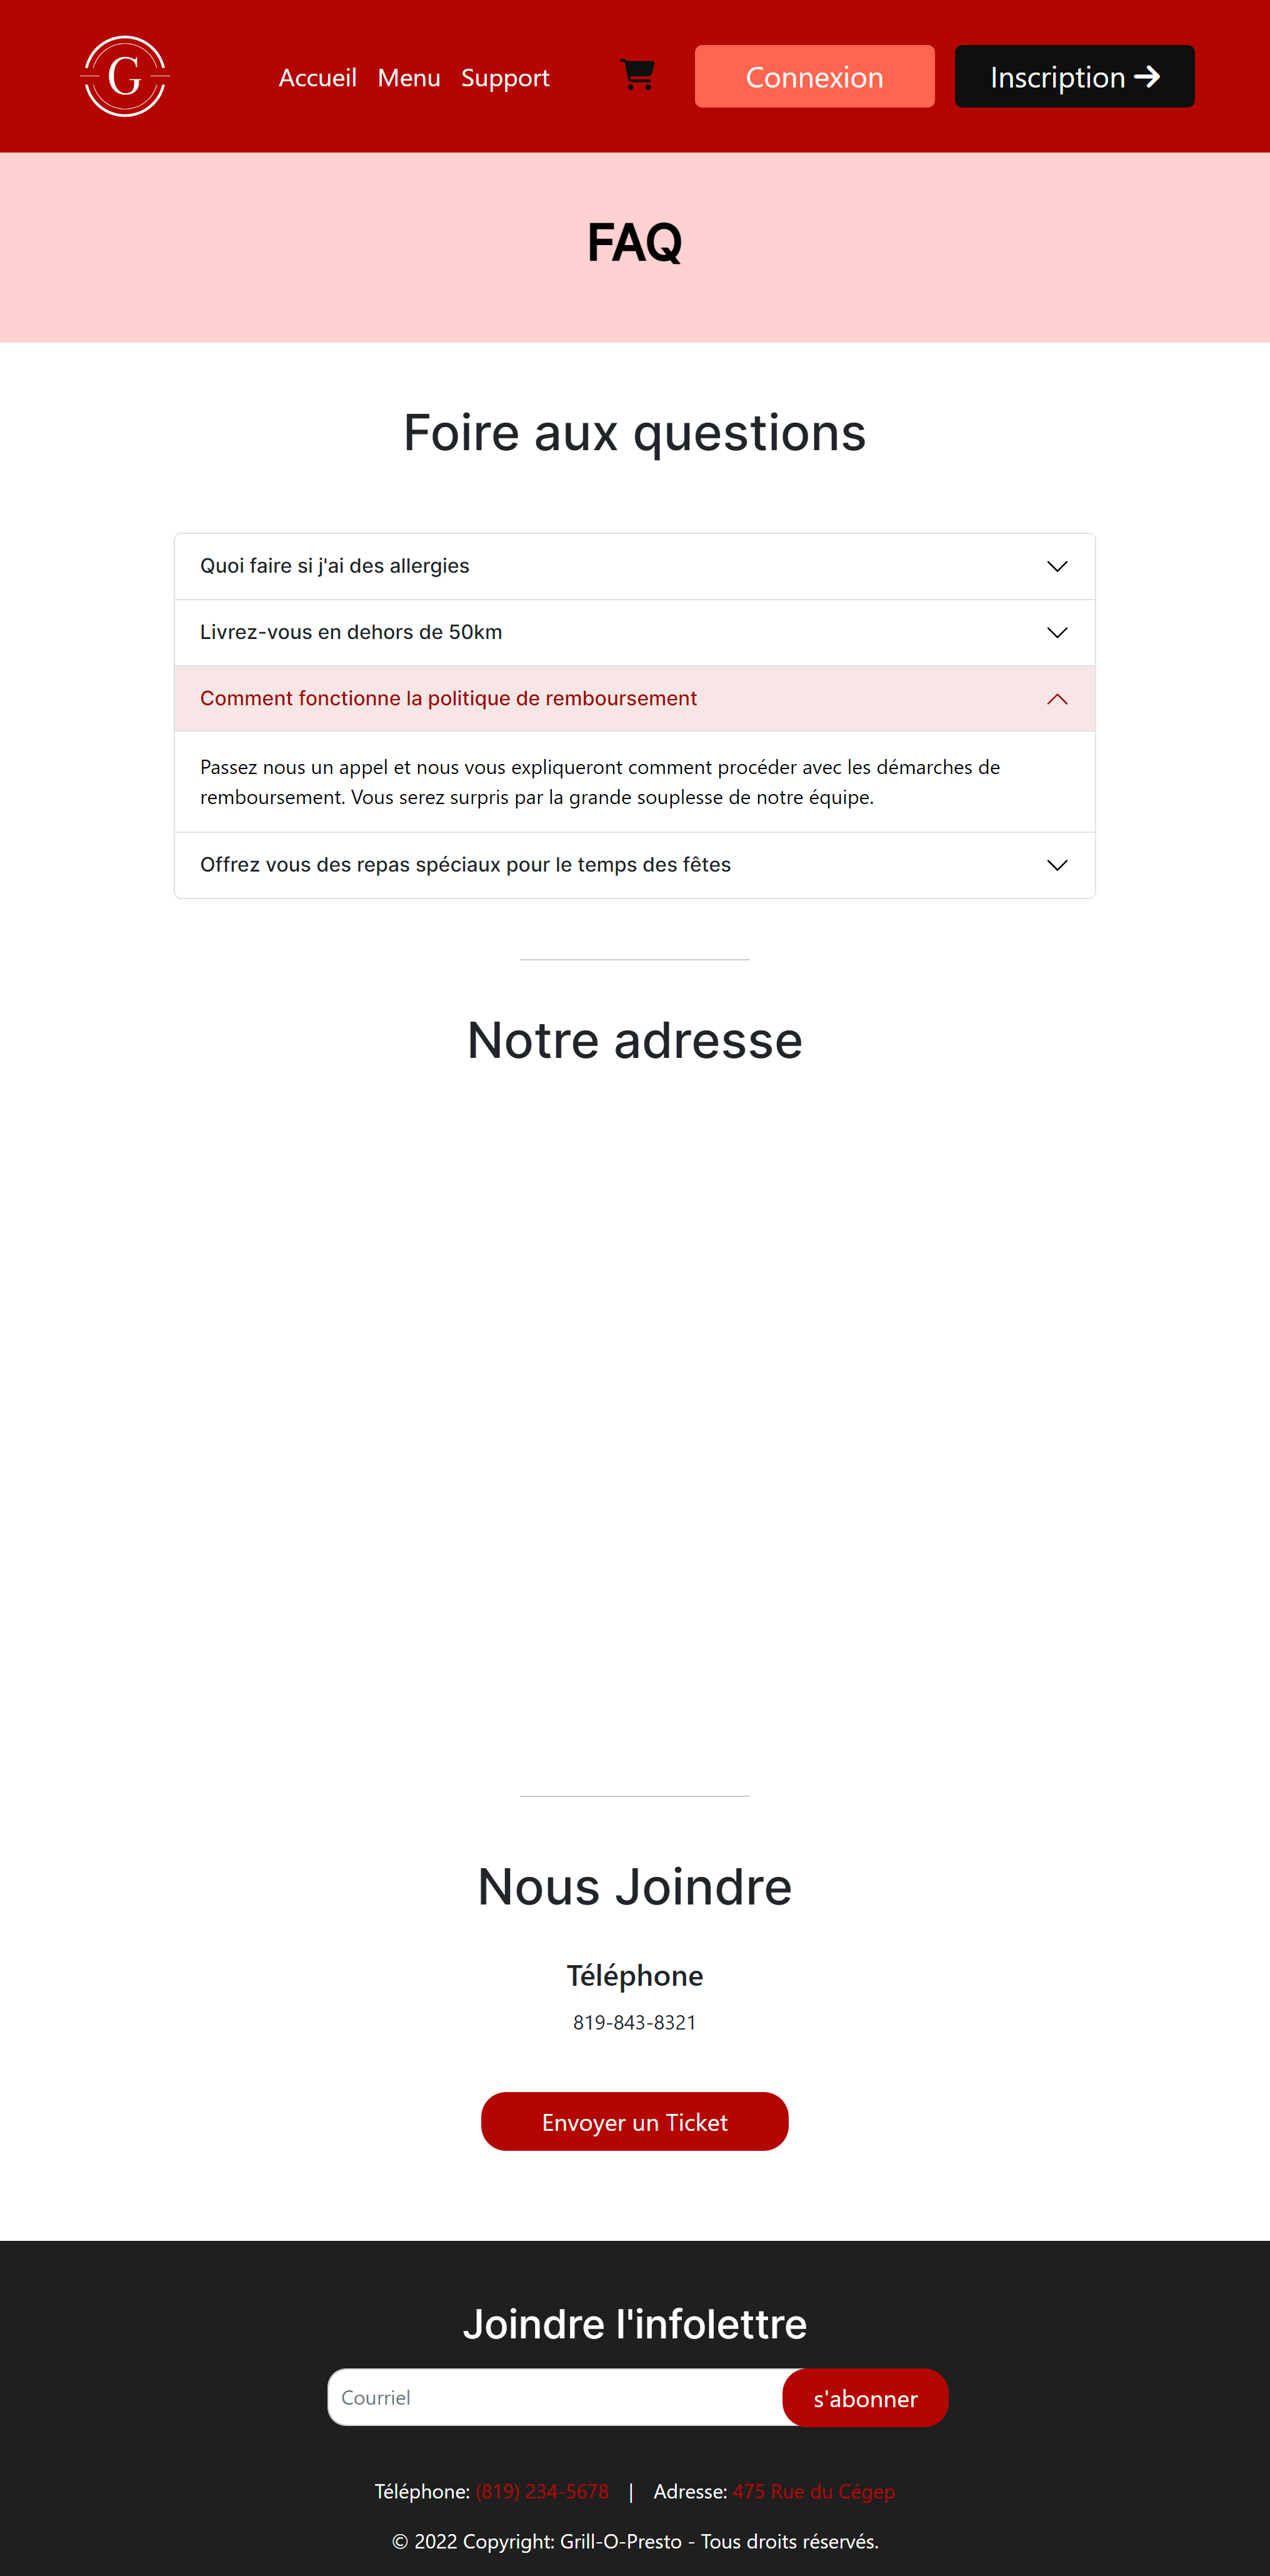 G
Accueil Menu Support Connexion Inscription
FAQ
Foire aux questions
Quoi faire si j'ai des allergies
Livrez-vous en dehors de 50km
Comment fonctionne la politique de remboursement
Passez nous un appel et nous vous expliqueront comment procéder avec les démarches de
remboursement. Vous serez surpris par la grande souplesse de notre équipe.
Offrez vous des repas spéciaux pour le temps des fêtes
Notre adresse
Nous Joindre
Téléphone
819-843-8321
Envoyer un Ticket
Joindre l'infolettre
Courriel s'abonner
Téléphone: (819) 234-5678 | Adresse: 475 Rue du Cégep
© 2022 Copyright: Grill-O-Presto - Tous droits réservés.